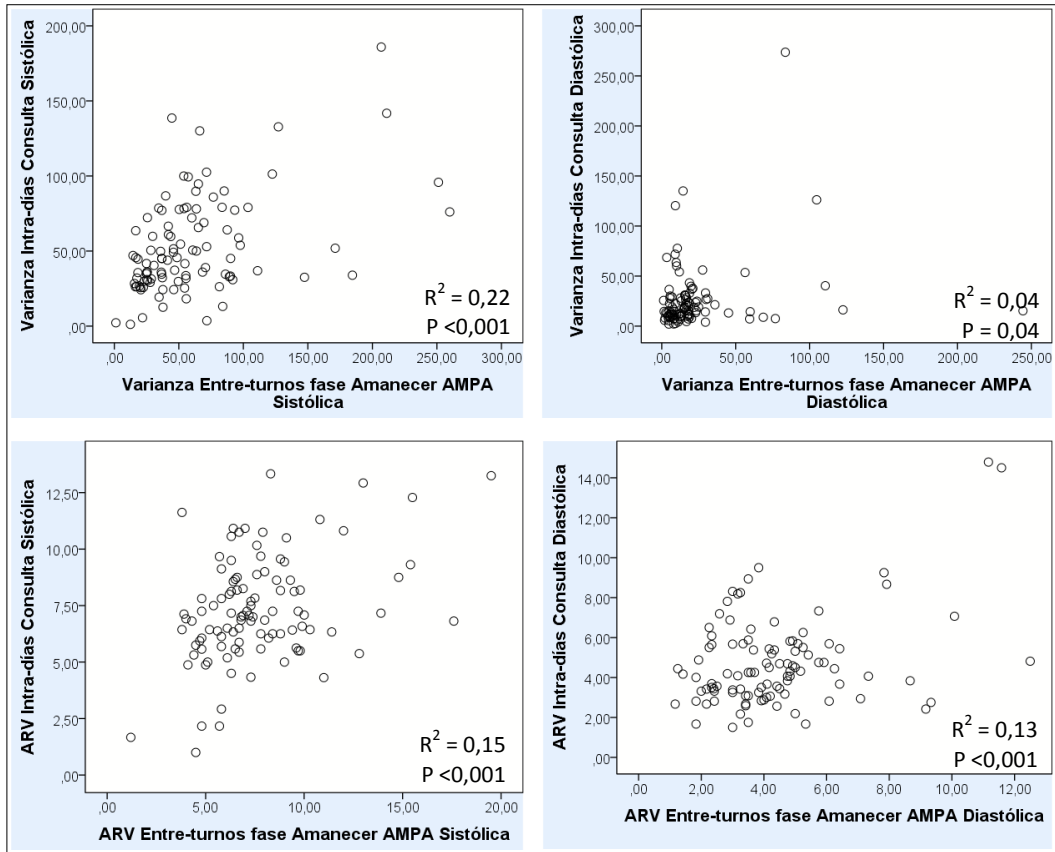 Varianza Intra-días Consulta Sistólica
200,00
150,00
100,00
50,00
,00
R² = 0,22
P <0,001
,00 50,00 100,00 150,00 200,00 250,00 300,00
Varianza Entre-turnos fase Amanecer AMPA
Sistólica
Varianza Intra-días Consulta Diastólica
300,00
250,00
200,00
150,00
100,00
50,00
,00
R² = 0,04
P = 0,04
,00 50,00 100,00 150,00 200,00 250,00
Varianza Entre-turnos fase Amanecer AMPA
Diastólica
ARV Intra-días Consulta Sistólica
12,50
10,00
7,50
5,00
2,50
,00
R² = 0,15
P <0,001
,00 5,00 10,00 15,00 20,00
ARV Entre-turnos fase Amanecer AMPA Sistólica
ARV Intra-días Consulta Diastólica
14,00
12,00
10,00
8,00
6,00
4,00
2,00
,00
R² = 0,13
P <0,001
,00 2,00 4,00 6,00 8,00 10,00 12,00
ARV Entre-turnos fase Amanecer AMPA Diastólica